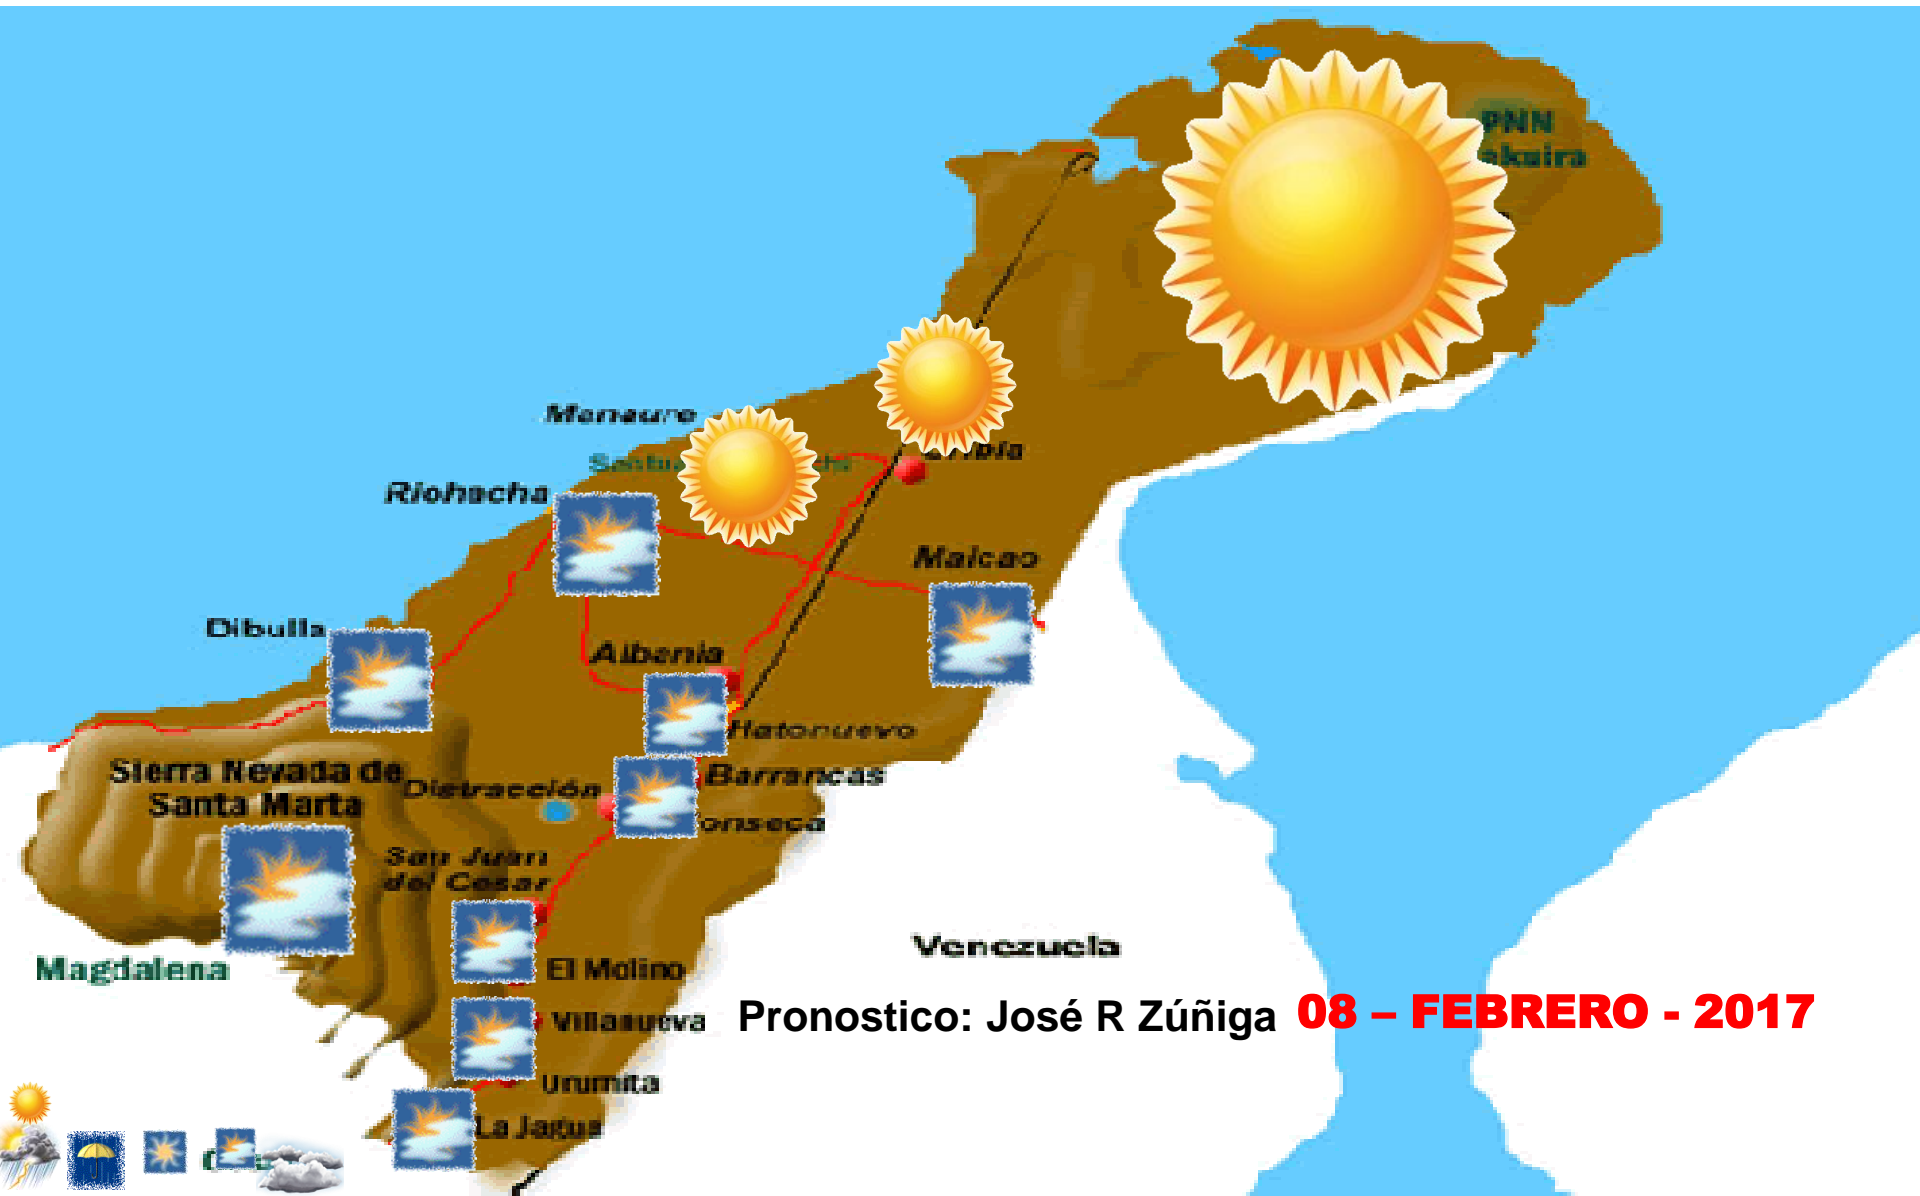 PNN
Manaure
Riohacha
Maicao
Dibulla
Albania
Hatonuevo
Sierra Nevada de
Santa Marta
Distracción
Barrancas
San Juan
del Cesar
Magdalena
El Molino
Venezuela
Villanueva
Pronostico: José R Zúñiga 08 – FEBRERO - 2017
Urumita
La Jagua